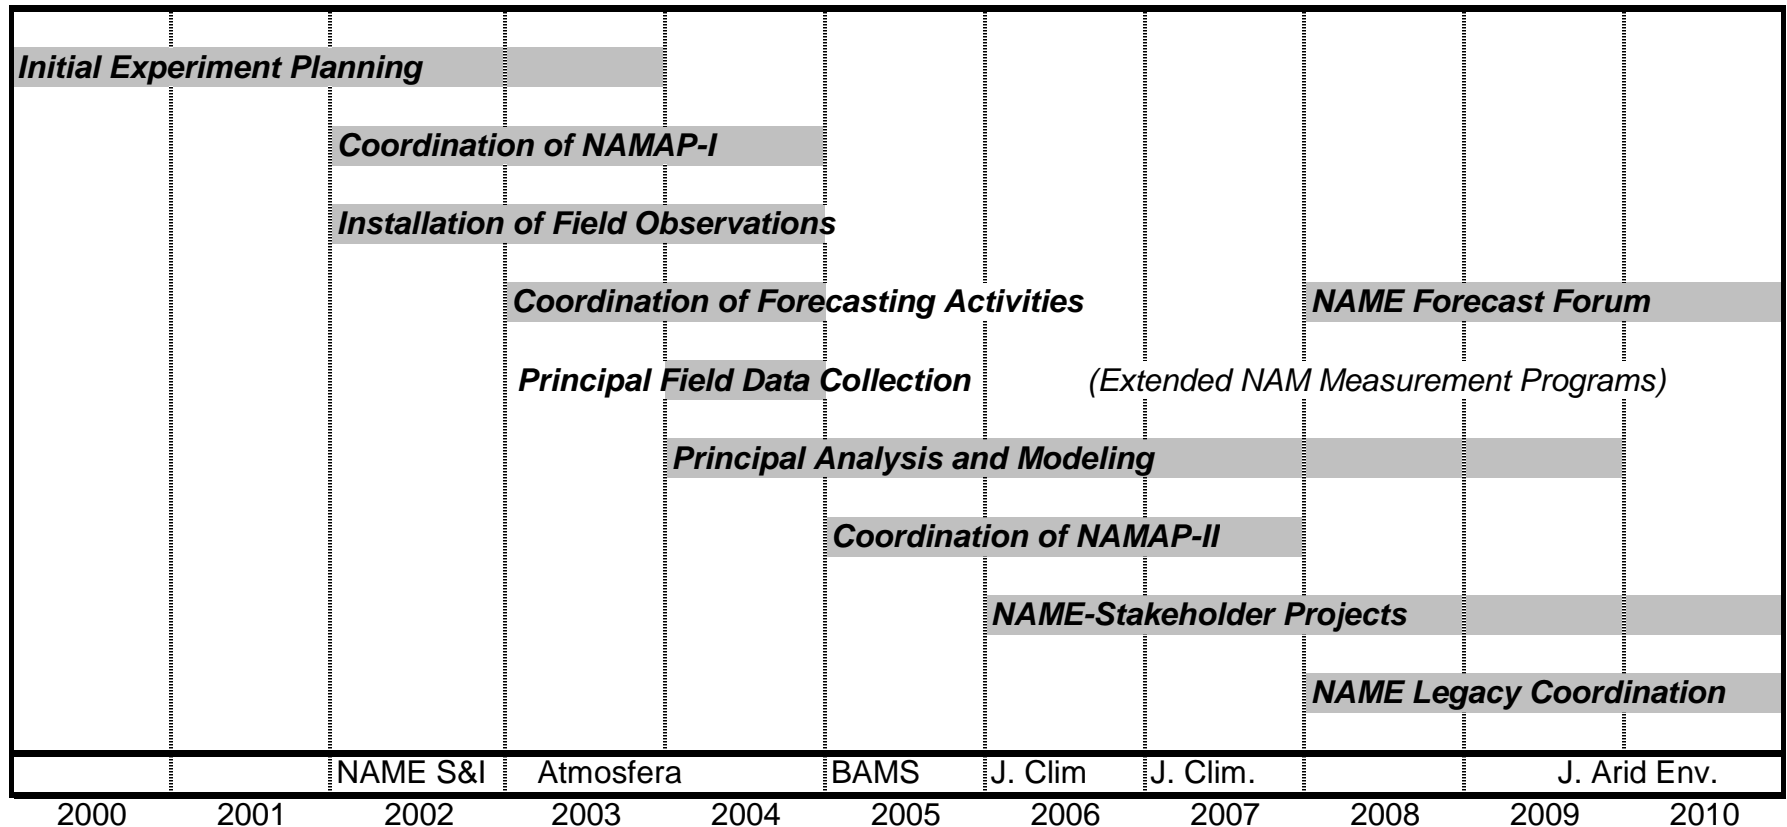 Initial Experiment Planning
Coordination of NAMAP-I
Installation of Field Observations
Coordination of Forecasting Activities NAME Forecast Forum
Principal Field Data Collection (Extended NAM Measurement Programs)
Principal Analysis and Modeling
Coordination of NAMAP-II
NAME-Stakeholder Projects
NAME Legacy Coordination
NAME S&I Atmosfera BAMS J. Clim J. Clim. J. Arid Env.
2000 2001 2002 2003 2004 2005 2006 2007 2008 2009 2010